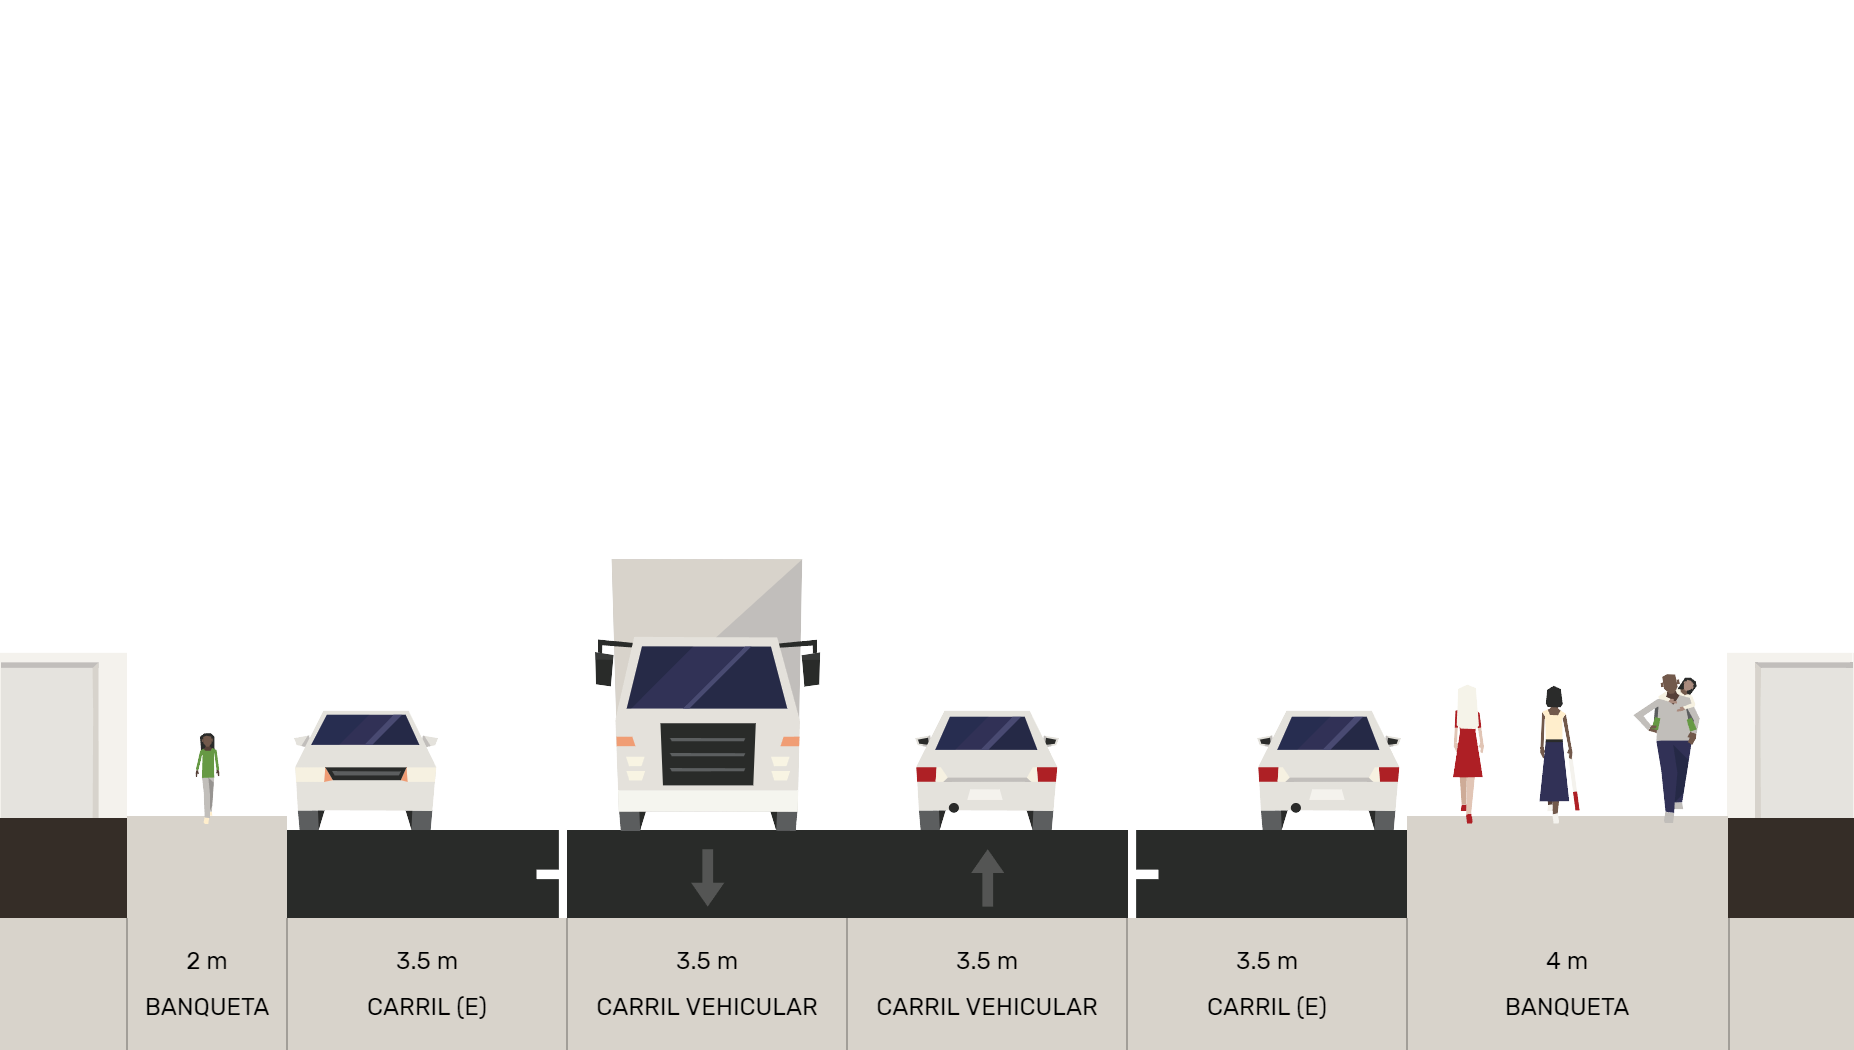 2 m
BANQUETA
3.5 m
CARRIL (E)
3.5 m
CARRIL VEHICULAR
3.5 m
CARRIL VEHICULAR
3.5 m
CARRIL (E)
4 m
BANQUETA